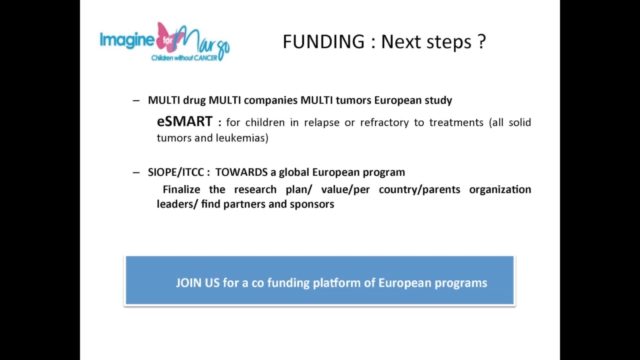 Imagine for Margo
Children without CANCER
FUNDING : Next steps ?
– MULTI drug MULTI companies MULTI tumors European study
eSMART : for children in relapse or refractory to treatments (all solid
tumors and leukemias)
– SIOPE/ITCC : TOWARDS a global European program
Finalize the research plan/ value/per country/parents organization
leaders/ find partners and sponsors
JOIN US for a co funding platform of European programs